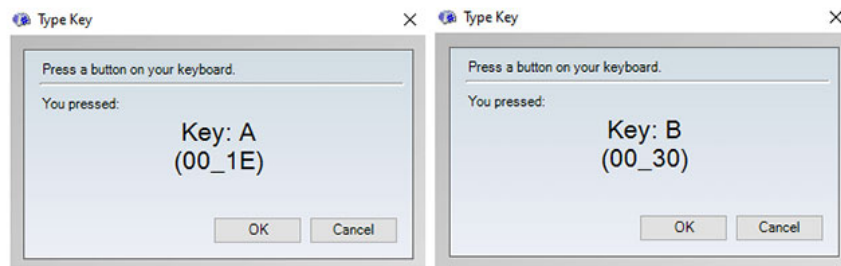 Type Key
Press a button on your keyboard.
You pressed:
Key: A
(00_1E)
OK Cancel
Type Key
Press a button on your keyboard.
You pressed:
Key: B
(00_30)
OK Cancel